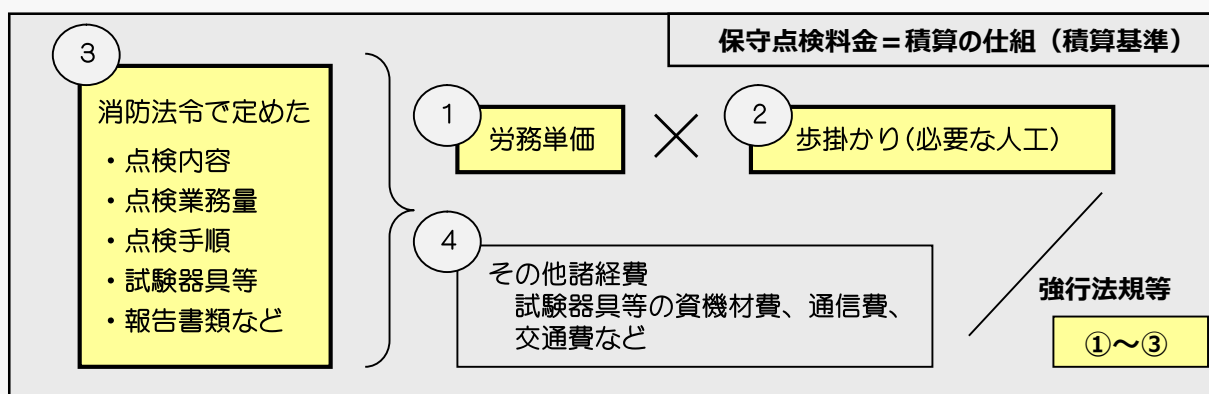 保守点検料金＝積算の仕組（積算基準）
3
消防法令で定めた
・点検内容
・点検業務量
・点検手順
・試験器具等
・報告書類など
1
労務単価
×
2
歩掛かり(必要な人工)
4
その他諸経費
試験器具等の資機材費、通信費、
交通費など
強行法規等
①～③